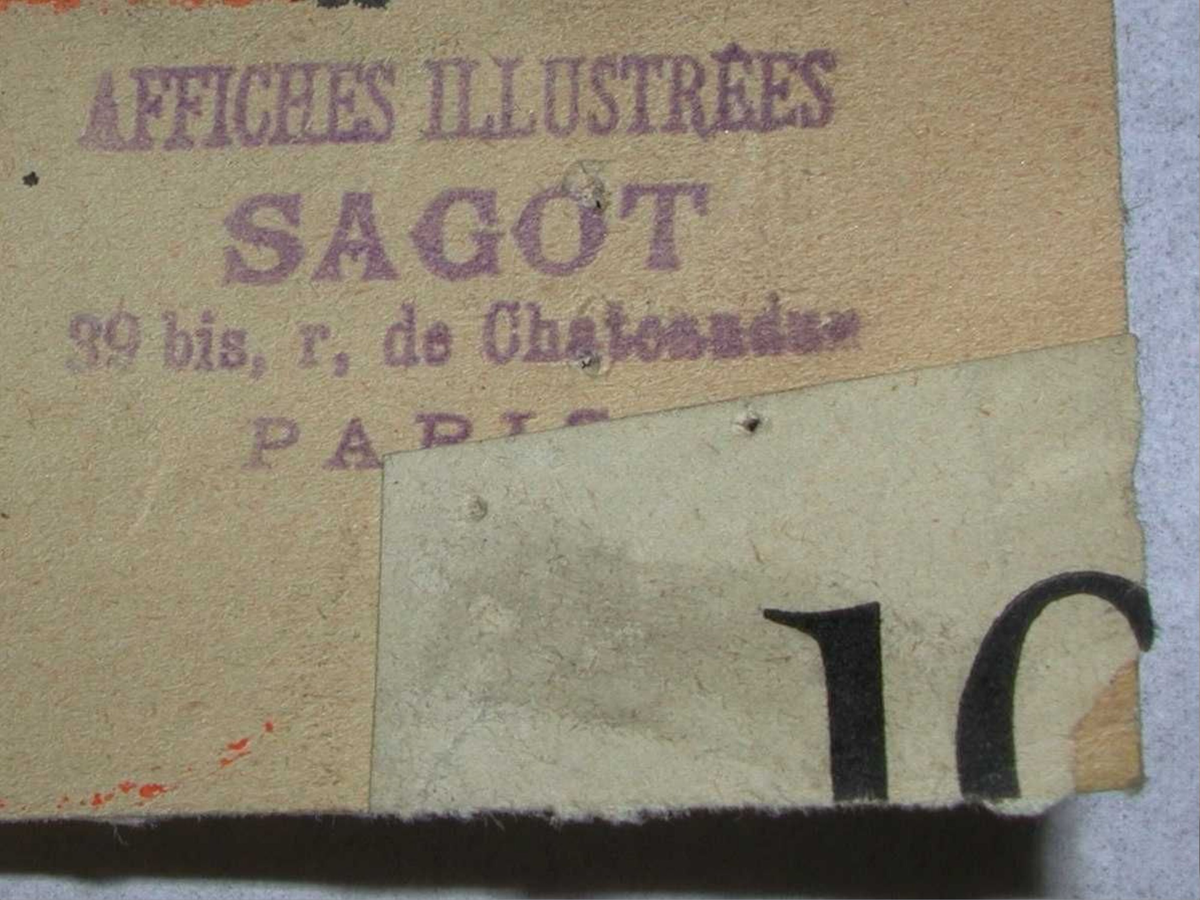 AFFICHES ILLUSTRÉES
SAGOT
39 bis, r, de Chateaudun
PARIS
10